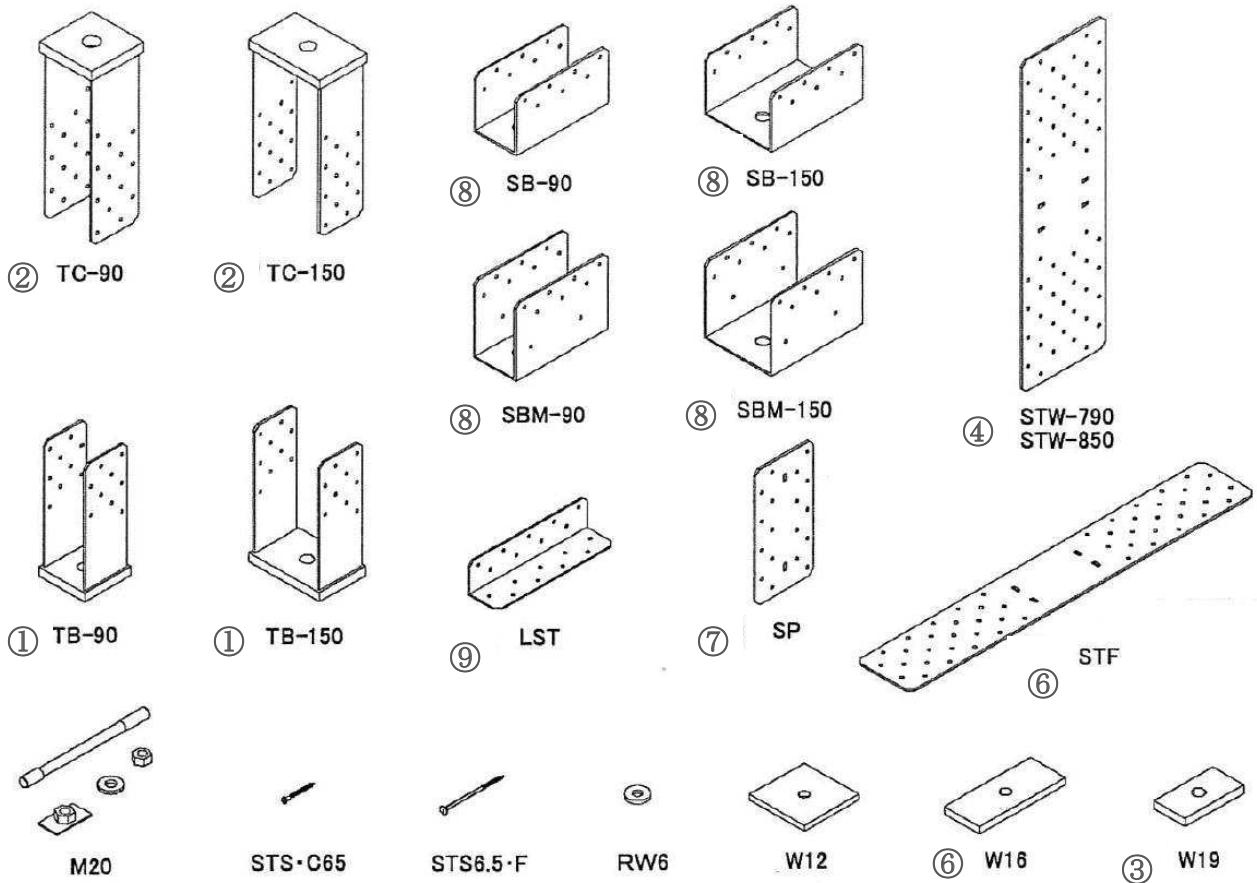 ⑧ SB-90
⑧ SB-150
② TC-90
② TC-150
⑧ SBM-90
⑧ SBM-150
④ STW-790
STW-850
① TB-90
① TB-150
⑨ LST
⑦ SP
⑥ STF
M20
STS・C65
STS6.5・F
RW6
W12
⑥ W16
③ W19